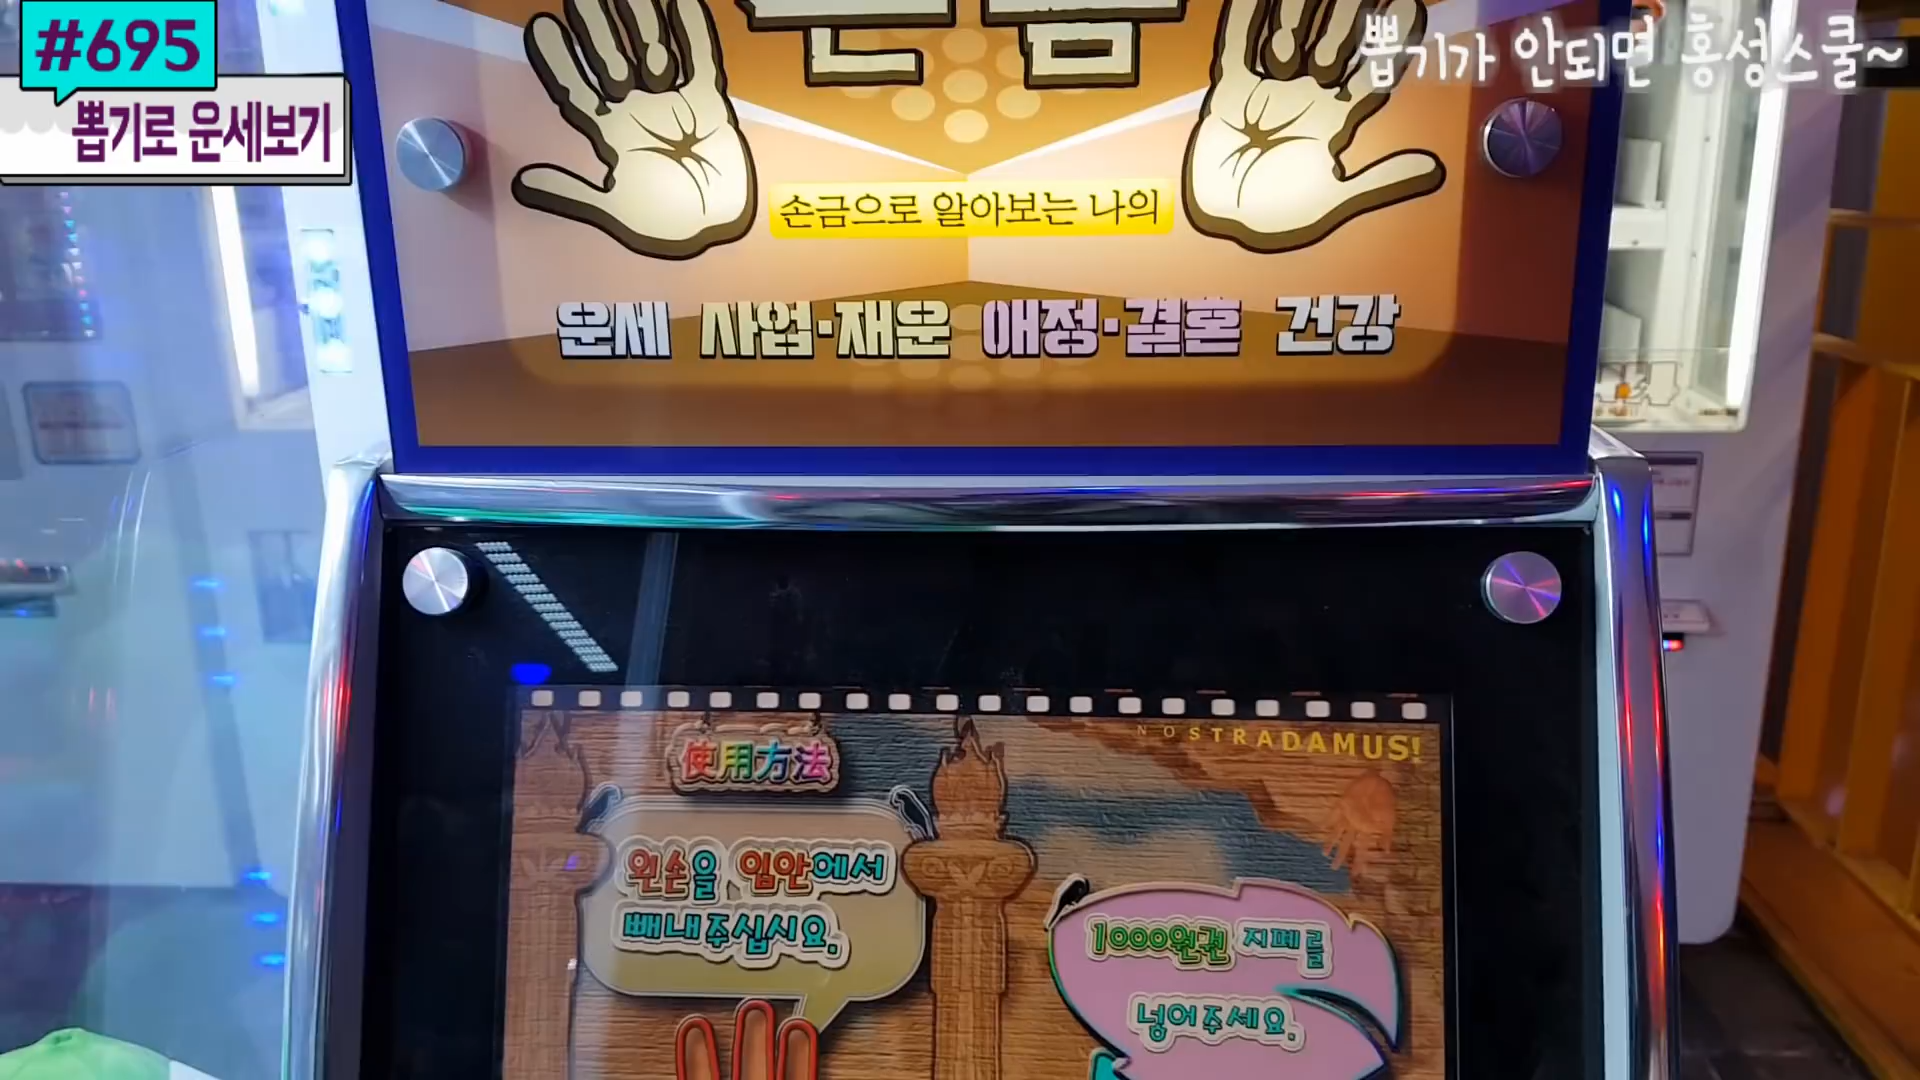 #695
뽑기로 운세보기
뽑기가 안되면 홍성스쿨~
손금
손금으로 알아보는 나의
운세 사업·재운 애정·결혼 건강
NOSTRADAMUS!
使用方法
왼손을 입안에서
빼내주십시요.
1000원권 지폐를
넣어주세요.